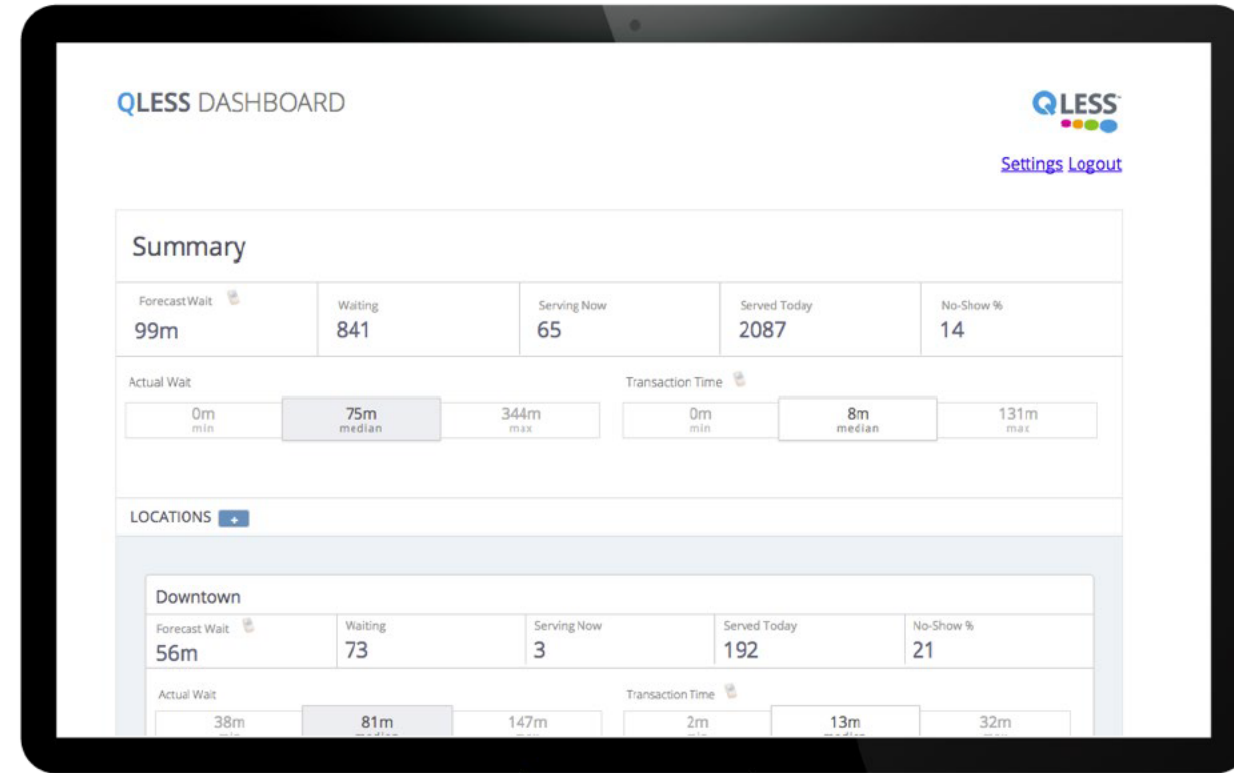 QLESS DASHBOARD
QLESS
Settings Logout
Summary
Forecast Wait
Waiting
Serving Now
Served Today
No-Show %
99m
841
65
2087
14
Actual Wait
Transaction Time
0m
75m
344m
0m
8m
131m
min
median
max
min
median
max
LOCATIONS +
Downtown
Forecast Wait
Waiting
Serving Now
Served Today
No-Show %
56m
73
3
192
21
Actual Wait
Transaction Time
38m
81m
147m
2m
13m
32m